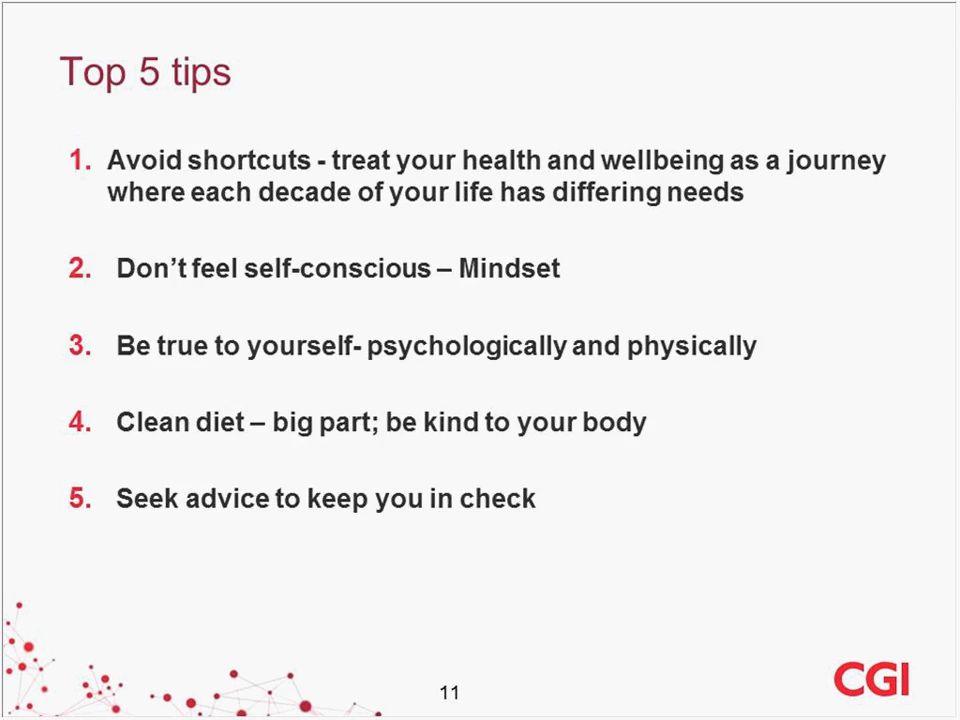 Top 5 tips
1. Avoid shortcuts - treat your health and wellbeing as a journey
where each decade of your life has differing needs
2. Don’t feel self-conscious – Mindset
3. Be true to yourself- psychologically and physically
4. Clean diet – big part; be kind to your body
5. Seek advice to keep you in check
11
CGI